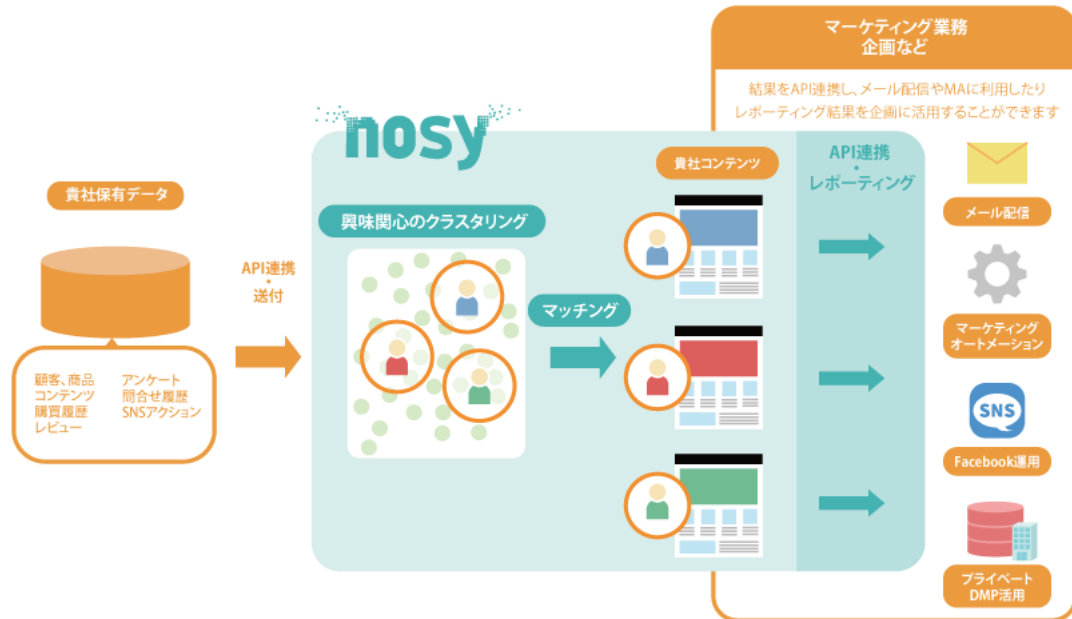 マーケティング業務
企画など
結果をAPI連携し、メール配信やMAに利用したり
レポーティング結果を企画に活用することができます
nosy
貴社保有データ
API連携
・
送付
顧客、商品
コンテンツ
購買履歴
レビュー
アンケート
問合せ履歴
SNSアクション
興味関心のクラスタリング
マッチング
貴社コンテンツ
API連携
・
レポーティング
メール配信
マーケティング
オートメーション
SNS
Facebook運用
プライベート
DMP活用